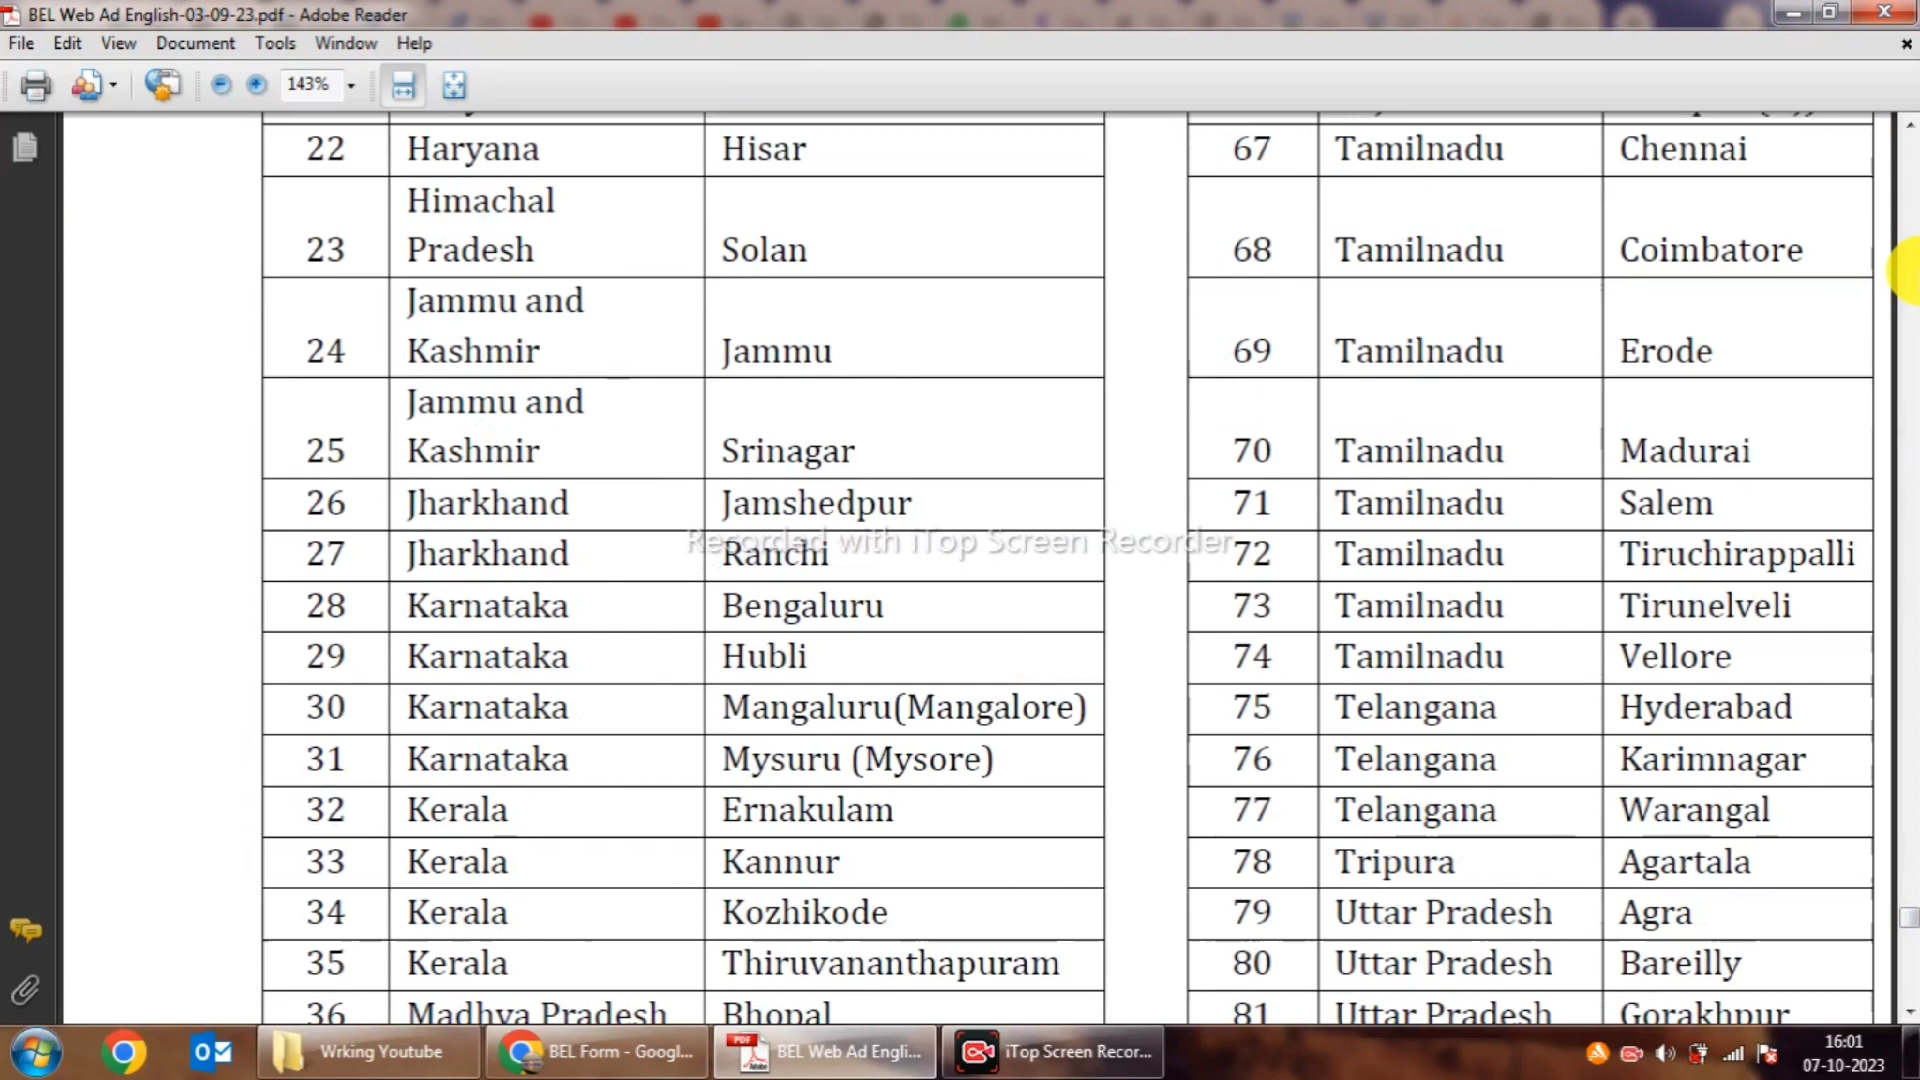 BEL Web Ad English-03-09-23.pdf - Adobe Reader
File Edit View Document Tools Window Help
143%
22 Haryana Hisar
Himachal
23 Pradesh Solan
Jammu and
24 Kashmir Jammu
Jammu and
25 Kashmir Srinagar
26 Jharkhand Jamshedpur
27 Jharkhand Ranchi
28 Karnataka Bengaluru
29 Karnataka Hubli
30 Karnataka Mangaluru(Mangalore)
31 Karnataka Mysuru (Mysore)
32 Kerala Ernakulam
33 Kerala Kannur
34 Kerala Kozhikode
35 Kerala Thiruvananthapuram
36 Madhya Pradesh Bhopal
67 Tamilnadu Chennai
68 Tamilnadu Coimbatore
69 Tamilnadu Erode
70 Tamilnadu Madurai
71 Tamilnadu Salem
72 Tamilnadu Tiruchirappalli
73 Tamilnadu Tirunelveli
74 Tamilnadu Vellore
75 Telangana Hyderabad
76 Telangana Karimnagar
77 Telangana Warangal
78 Tripura Agartala
79 Uttar Pradesh Agra
80 Uttar Pradesh Bareilly
81 Uttar Pradesh Gorakhpur
Recorded with iTop Screen Recorder
Wrking Youtube
BEL Form - Googl...
PDF
Adobe
BEL Web Ad Engli...
iTop Screen Recor...
16:01
07-10-2023